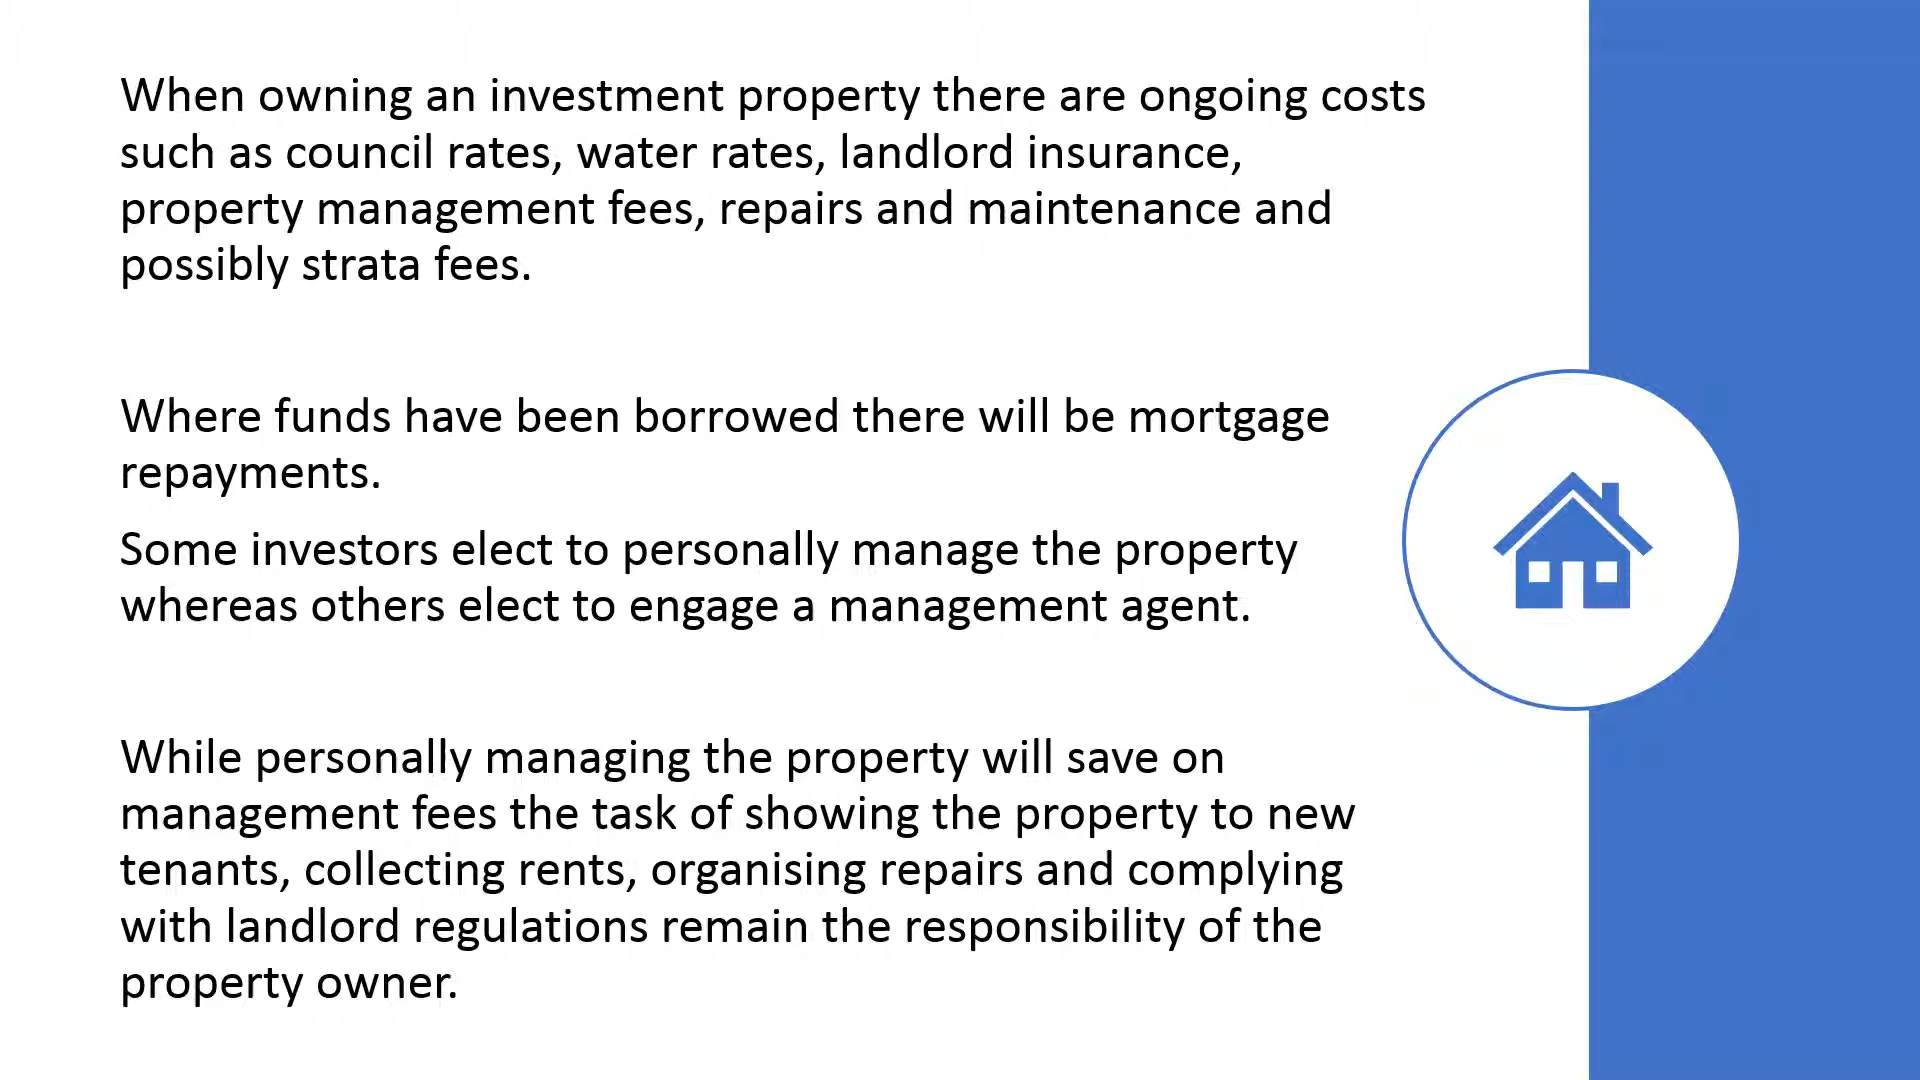 When owning an investment property there are ongoing costs
such as council rates, water rates, landlord insurance,
property management fees, repairs and maintenance and
possibly strata fees.
Where funds have been borrowed there will be mortgage
repayments.
Some investors elect to personally manage the property
whereas others elect to engage a management agent.
While personally managing the property will save on
management fees the task of showing the property to new
tenants, collecting rents, organising repairs and complying
with landlord regulations remain the responsibility of the
property owner.